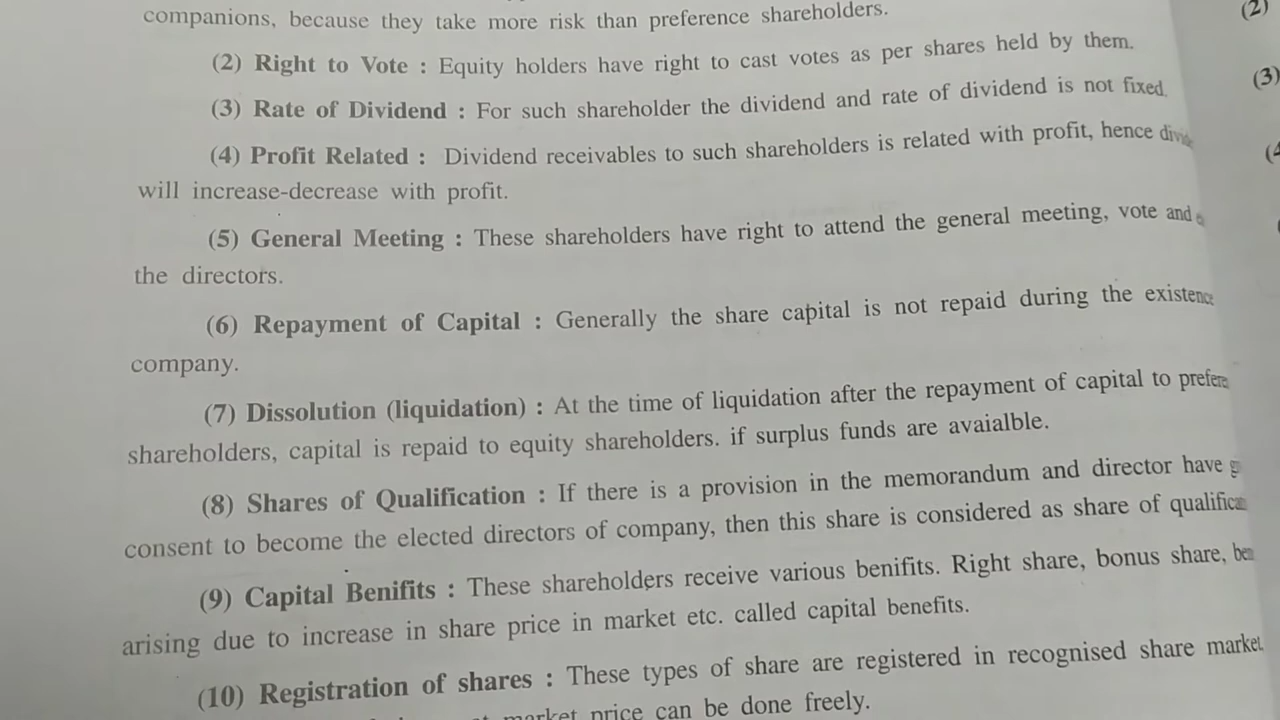 companions, because they take more risk than preference shareholders.
(2) Right to Vote : Equity holders have right to cast votes as per shares held by them.
(3) Rate of Dividend : For such shareholder the dividend and rate of dividend is not fixed.
(4) Profit Related : Dividend receivables to such shareholders is related with profit, hence
will increase-decrease with profit.
(5) General Meeting : These shareholders have right to attend the general meeting, vote and
the directors.
(6) Repayment of Capital : Generally the share capital is not repaid during the existence
company.
(7) Dissolution (liquidation) : At the time of liquidation after the repayment of capital to
shareholders, capital is repaid to equity shareholders. if surplus funds are avaialble.
(8) Shares of Qualification : If there is a provision in the memorandum and director have
consent to become the elected directors of company, then this share is considered as share of
(9) Capital Benifits : These shareholders receive various benifits. Right share, bonus share,
arising due to increase in share price in market etc. called capital benefits.
(10) Registration of shares : These types of share are registered in recognised share market.
market price can be done freely.
(2)
(3)